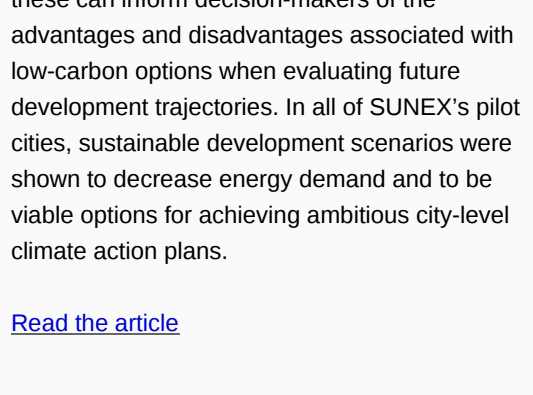 these can inform decision-makers of the
advantages and disadvantages associated with
low-carbon options when evaluating future
development trajectories. In all of SUNEX’s pilot
cities, sustainable development scenarios were
shown to decrease energy demand and to be
viable options for achieving ambitious city-level
climate action plans.
Read the article